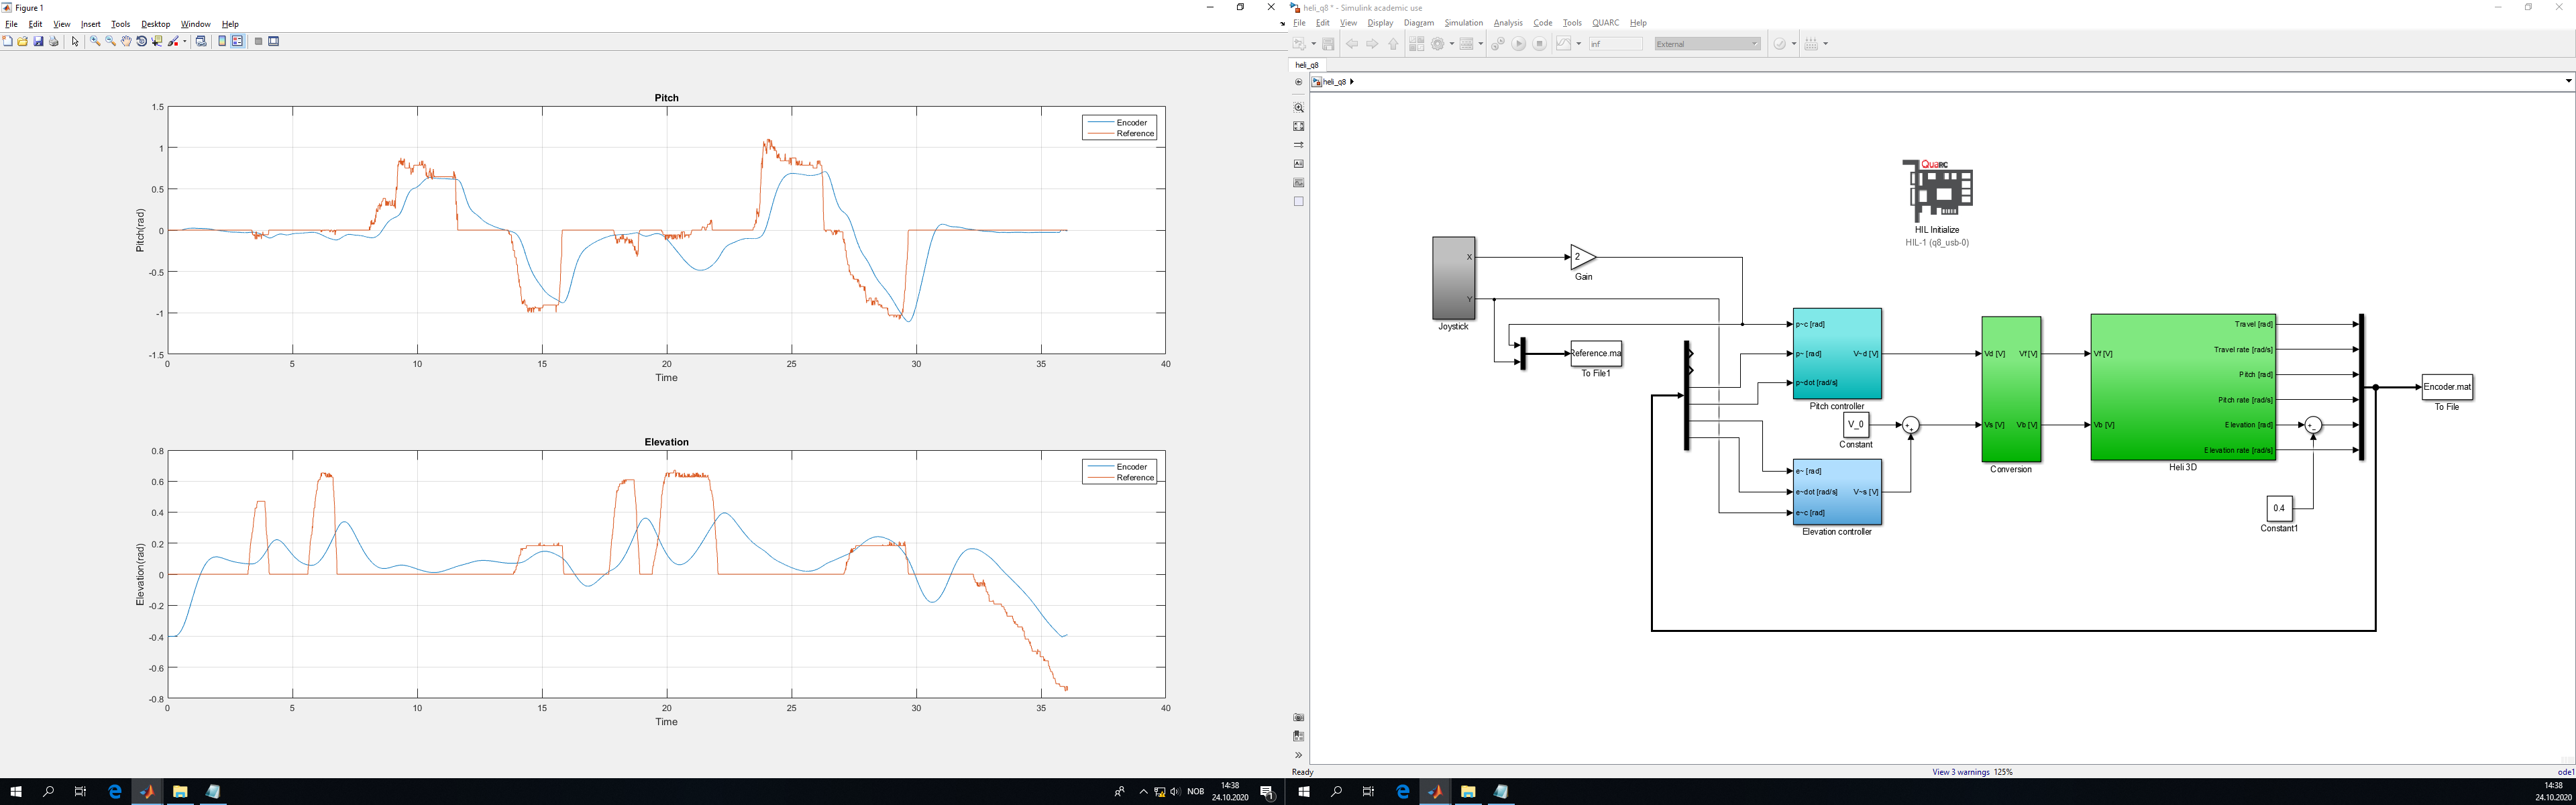 Figure 1
File Edit View Insert Tools Desktop Window Help
Pitch
1.5
1
0.5
0
-0.5
-1
-1.5
Pitch(rad)
Encoder
Reference
0 5 10 15 20 25 30 35 40
Time
Elevation
0.8
0.6
0.4
0.2
0
-0.2
-0.4
-0.6
-0.8
Elevation(rad)
Encoder
Reference
0 5 10 15 20 25 30 35 40
Time
NOB
14:38
24.10.2020
1
heli_q8 * - Simulink academic use
File Edit View Display Diagram Simulation Analysis Code Tools QUARC Help
inf
External
heli_q8
heli_q8
QUARC
HIL Initialize
HIL-1 (q8_usb-0)
X
Y
Joystick
2
Gain
Reference.ma
To File1
p~c [rad]
p~ [rad]
V~d [V]
p~dot [rad/s]
Pitch controller
V_0
Constant
e~ [rad]
e~dot [rad/s]
V~s [V]
e~c [rad]
Elevation controller
Vd [V]
Vf [V]
Vs [V]
Vb [V]
Conversion
Vf [V]
Vb [V]
Travel [rad]
Travel rate [rad/s]
Pitch [rad]
Pitch rate [rad/s]
Elevation [rad]
Elevation rate [rad/s]
Heli 3D
0.4
Constant1
Encoder.mat
To File
Ready
View 3 warnings 125%
ode1
14:38
24.10.2020